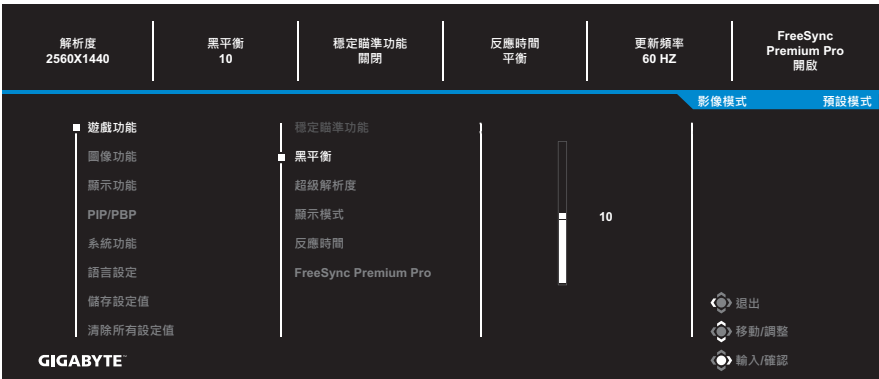 解析度
2560X1440
黑平衡
10
穩定瞄準功能
關閉
反應時間
平衡
更新頻率
60 HZ
FreeSync
Premium Pro
開啟
影像模式
預設模式
遊戲功能
圖像功能
顯示功能
PIP/PBP
系統功能
語言設定
儲存設定值
清除所有設定值
穩定瞄準功能
黑平衡
超級解析度
顯示模式
反應時間
FreeSync Premium Pro
10
退出
移動/調整
輸入/確認
GIGABYTE™